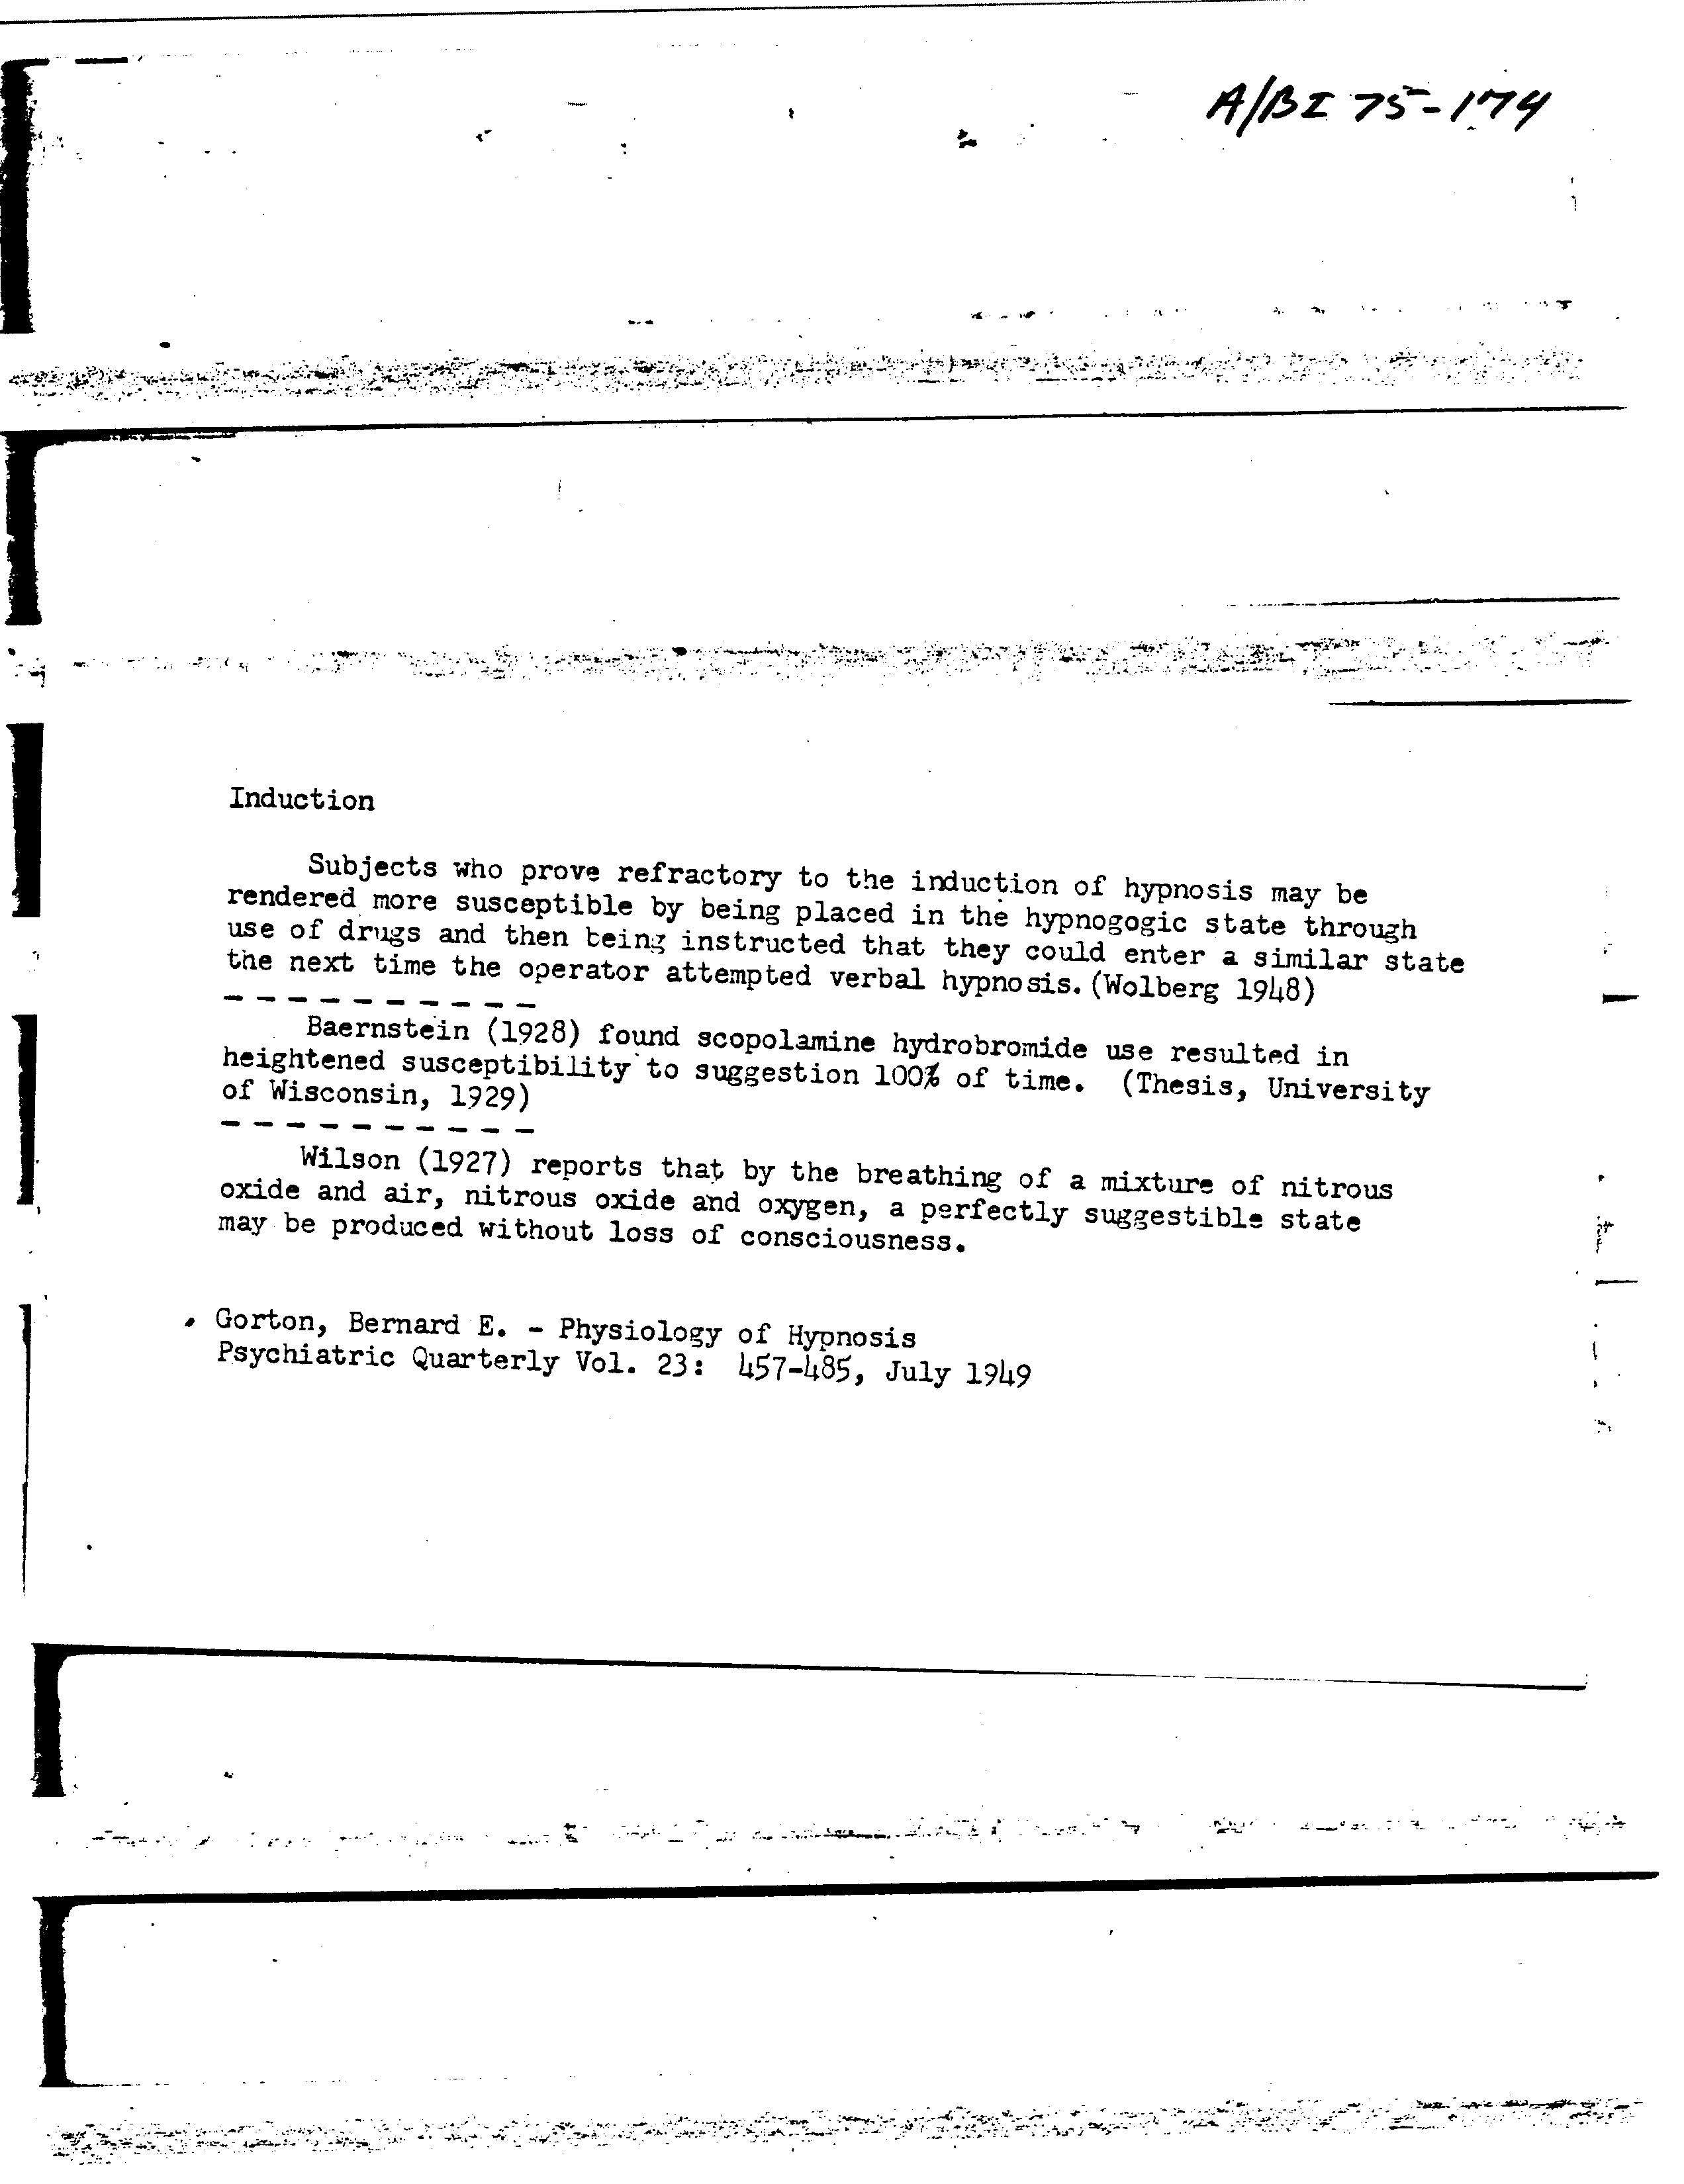 A/BI 75-174
Induction
Subjects who prove refractory to the induction of hypnosis may be
rendered more susceptible by being placed in the hypnogogic state through
use of drugs and then being instructed that they could enter a similar state
the next time the operator attempted verbal hypnosis. (Wolberg 1948)
- - - - - - - - - -
Baernstein (1928) found scopolamine hydrobromide use resulted in
heightened susceptibility to suggestion 100% of time. (Thesis, University
of Wisconsin, 1929)
- - - - - - - - - -
Wilson (1927) reports that by the breathing of a mixture of nitrous
oxide and air, nitrous oxide and oxygen, a perfectly suggestible state
may be produced without loss of consciousness.
Gorton, Bernard E. - Physiology of Hypnosis
Psychiatric Quarterly Vol. 23: 457-485, July 1949